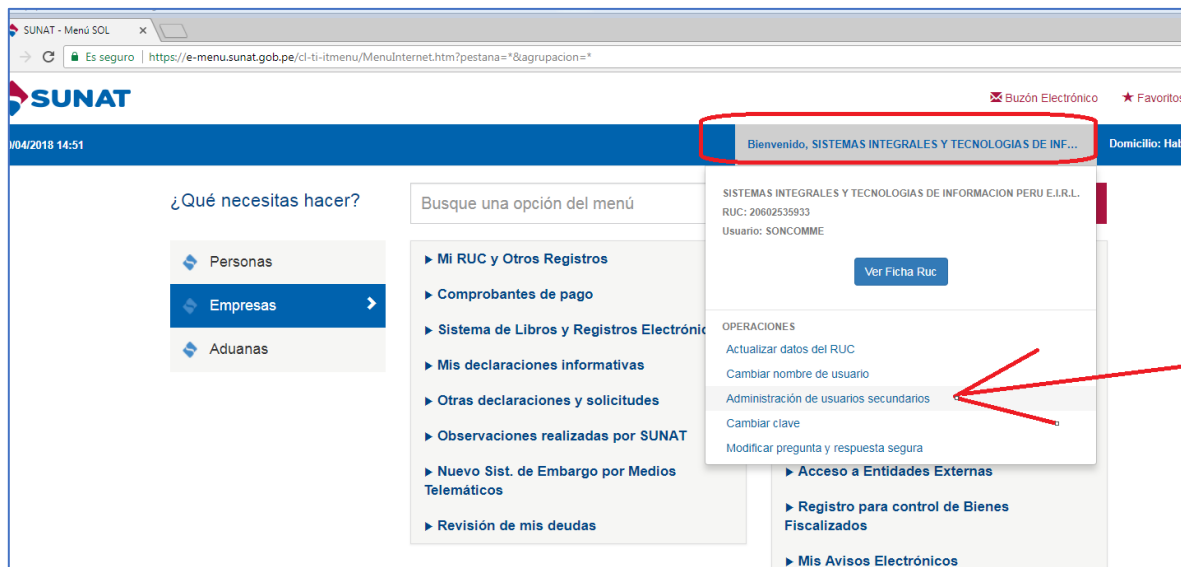 SUNAT - Menú SOL
Es seguro | https://e-menu.sunat.gob.pe/cl-ti-itmenu/MenuInternet.htm?pestana=*&agrupacion=*
SUNAT
Buzón Electrónico
Favoritos
/04/2018 14:51
Bienvenido, SISTEMAS INTEGRALES Y TECNOLOGIAS DE INF...
Domicilio: Hab
¿Qué necesitas hacer?
Busque una opción del menú
Personas
Empresas
Aduanas
Mi RUC y Otros Registros
Comprobantes de pago
Sistema de Libros y Registros Electrónic
Mis declaraciones informativas
Otras declaraciones y solicitudes
Observaciones realizadas por SUNAT
Nuevo Sist. de Embargo por Medios
Telemáticos
Revisión de mis deudas
SISTEMAS INTEGRALES Y TECNOLOGIAS DE INFORMACION PERU E.I.R.L.
RUC: 20602535933
Usuario: SONCOMME
Ver Ficha Ruc
OPERACIONES
Actualizar datos del RUC
Cambiar nombre de usuario
Administración de usuarios secundarios
Cambiar clave
Modificar pregunta y respuesta segura
Acceso a Entidades Externas
Registro para control de Bienes
Fiscalizados
Mis Avisos Electrónicos